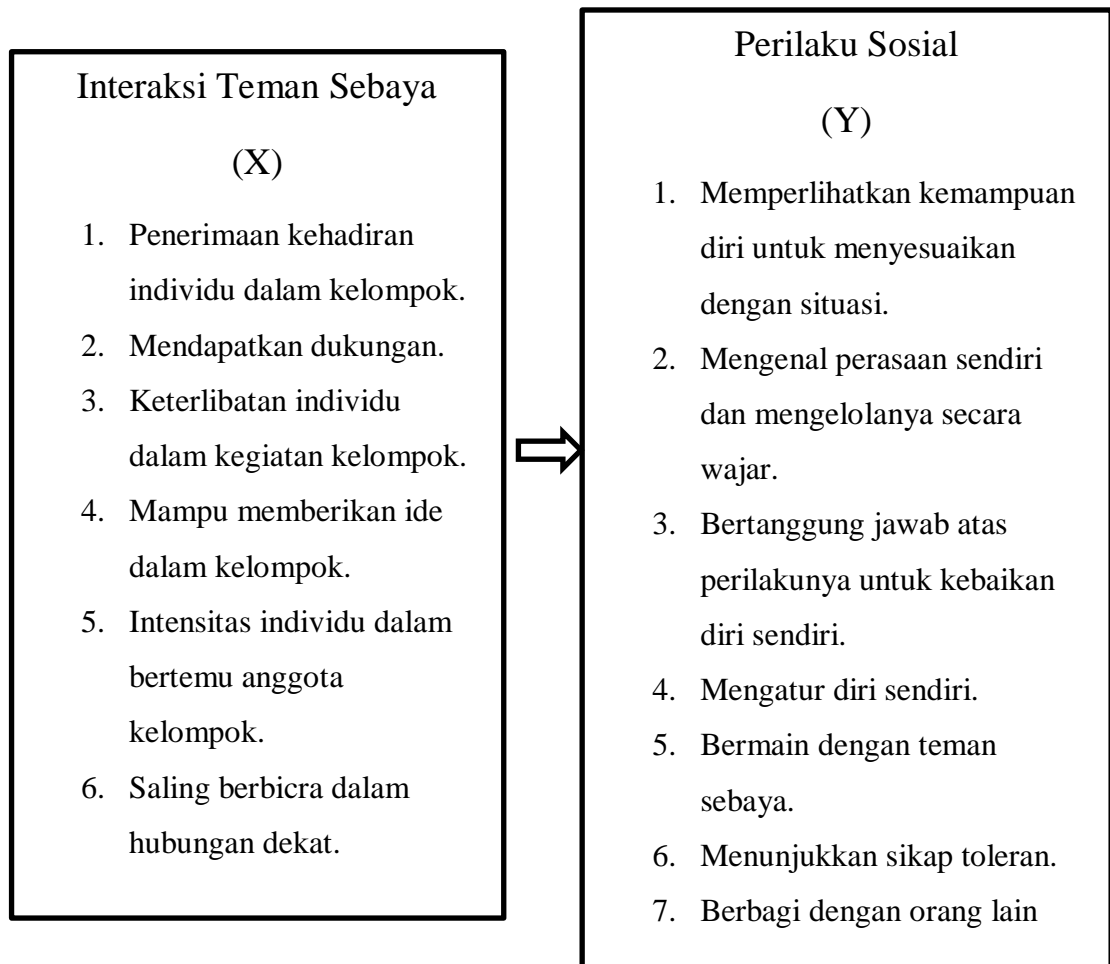 Interaksi Teman Sebaya
(X)
1. Penerimaan kehadiran
individu dalam kelompok.
2. Mendapatkan dukungan.
3. Keterlibatan individu
dalam kegiatan kelompok.
4. Mampu memberikan ide
dalam kelompok.
5. Intensitas individu dalam
bertemu anggota
kelompok.
6. Saling berbicra dalam
hubungan dekat.
Perilaku Sosial
(Y)
1. Memperlihatkan kemampuan
diri untuk menyesuaikan
dengan situasi.
2. Mengenal perasaan sendiri
dan mengelolanya secara
wajar.
3. Bertanggung jawab atas
perilakunya untuk kebaikan
diri sendiri.
4. Mengatur diri sendiri.
5. Bermain dengan teman
sebaya.
6. Menunjukkan sikap toleran.
7. Berbagi dengan orang lain